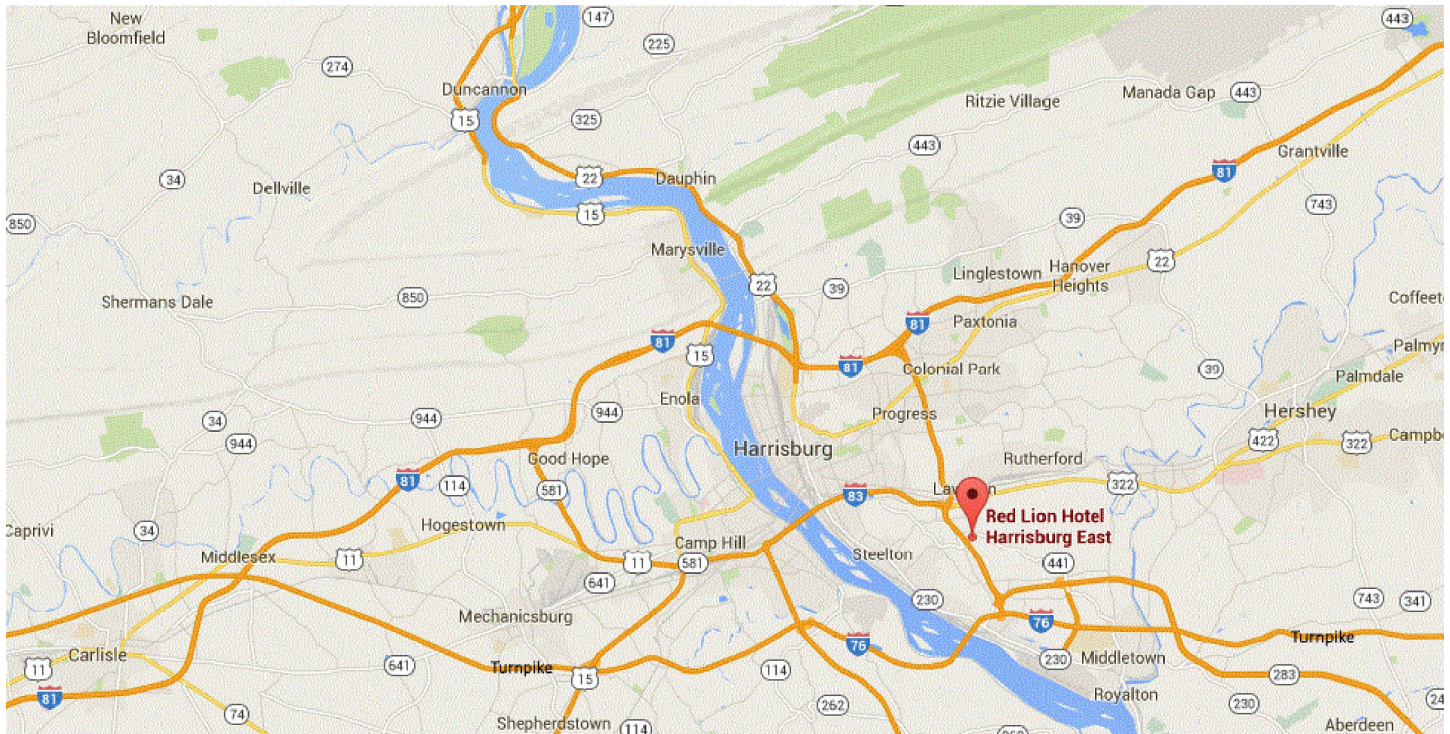 New
Bloomfield
147
225
443
274
Duncannon
15
325
Ritzie Village
Manada Gap
443
443
Grantville
34
Dellville
22
Dauphin
81
15
743
850
39
Marysville
22
Linglestown
Hanover
Heights
22
39
850
Shermans Dale
Coffeet
81
81
Paxtonia
15
81
Colonial Park
39
Palmyr
Palmdale
Enola
944
Progress
Hershey
34
944
944
Harrisburg
422
322
Campbe
Good Hope
Rutherford
81
114
581
83
322
Red Lion Hotel
Harrisburg East
Caprivi
34
Hogestown
Middlesex
11
Camp Hill
11
581
Steelton
441
641
230
743
341
Mechanicsburg
76
Turnpike
76
Carlisle
11
641
Turnpike
15
114
230
Middletown
283
81
74
Royalton
262
230
Shepherdstown
114
Aberdeen